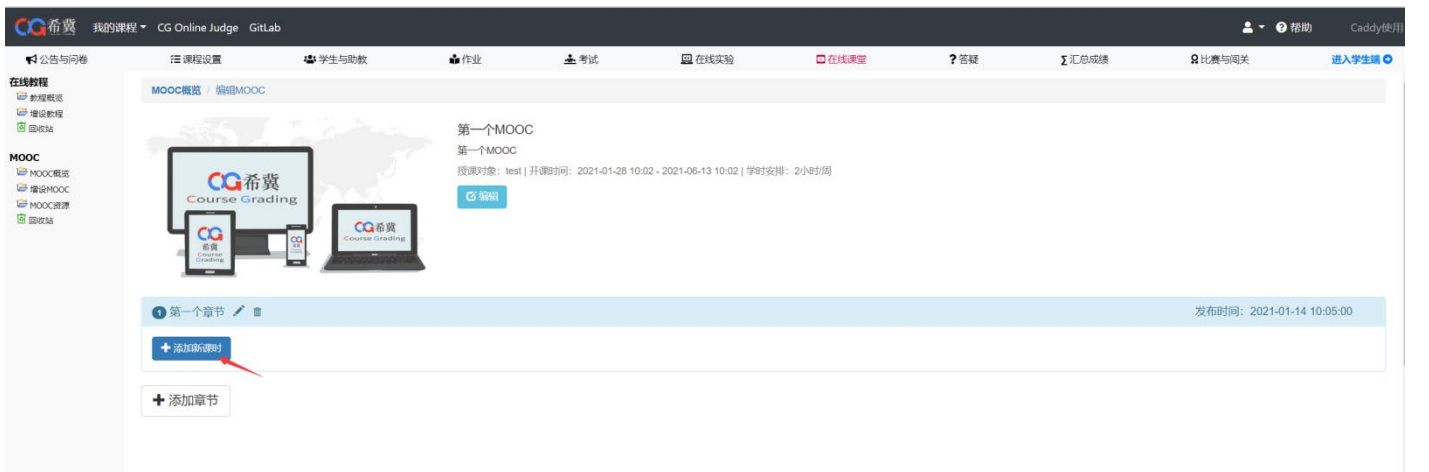 CG希冀 我的课程 CG Online Judge GitLab 帮助 Caddy使用
公告与问卷 课程设置 学生与助教 作业 考试 在线实验 在线课堂 ?答疑 ∑汇总成绩 比赛与闯关 进入学生端
在线教程
教程概览
增设教程
回收站
MOOC
MOOC概览
增设MOOC
MOOC资源
回收站
MOOC概览 / 编辑MOOC
CG希冀
Course Grading
CG
希冀
Course
Grading
CG
希冀
CG希冀
Course Grading
第一个MOOC
第一个MOOC
授课对象：test | 开课时间：2021-01-28 10:02 - 2021-06-13 10:02 | 学时安排：2小时/周
编辑
1 第一个章节 发布时间：2021-01-14 10:05:00
添加新课时
添加章节